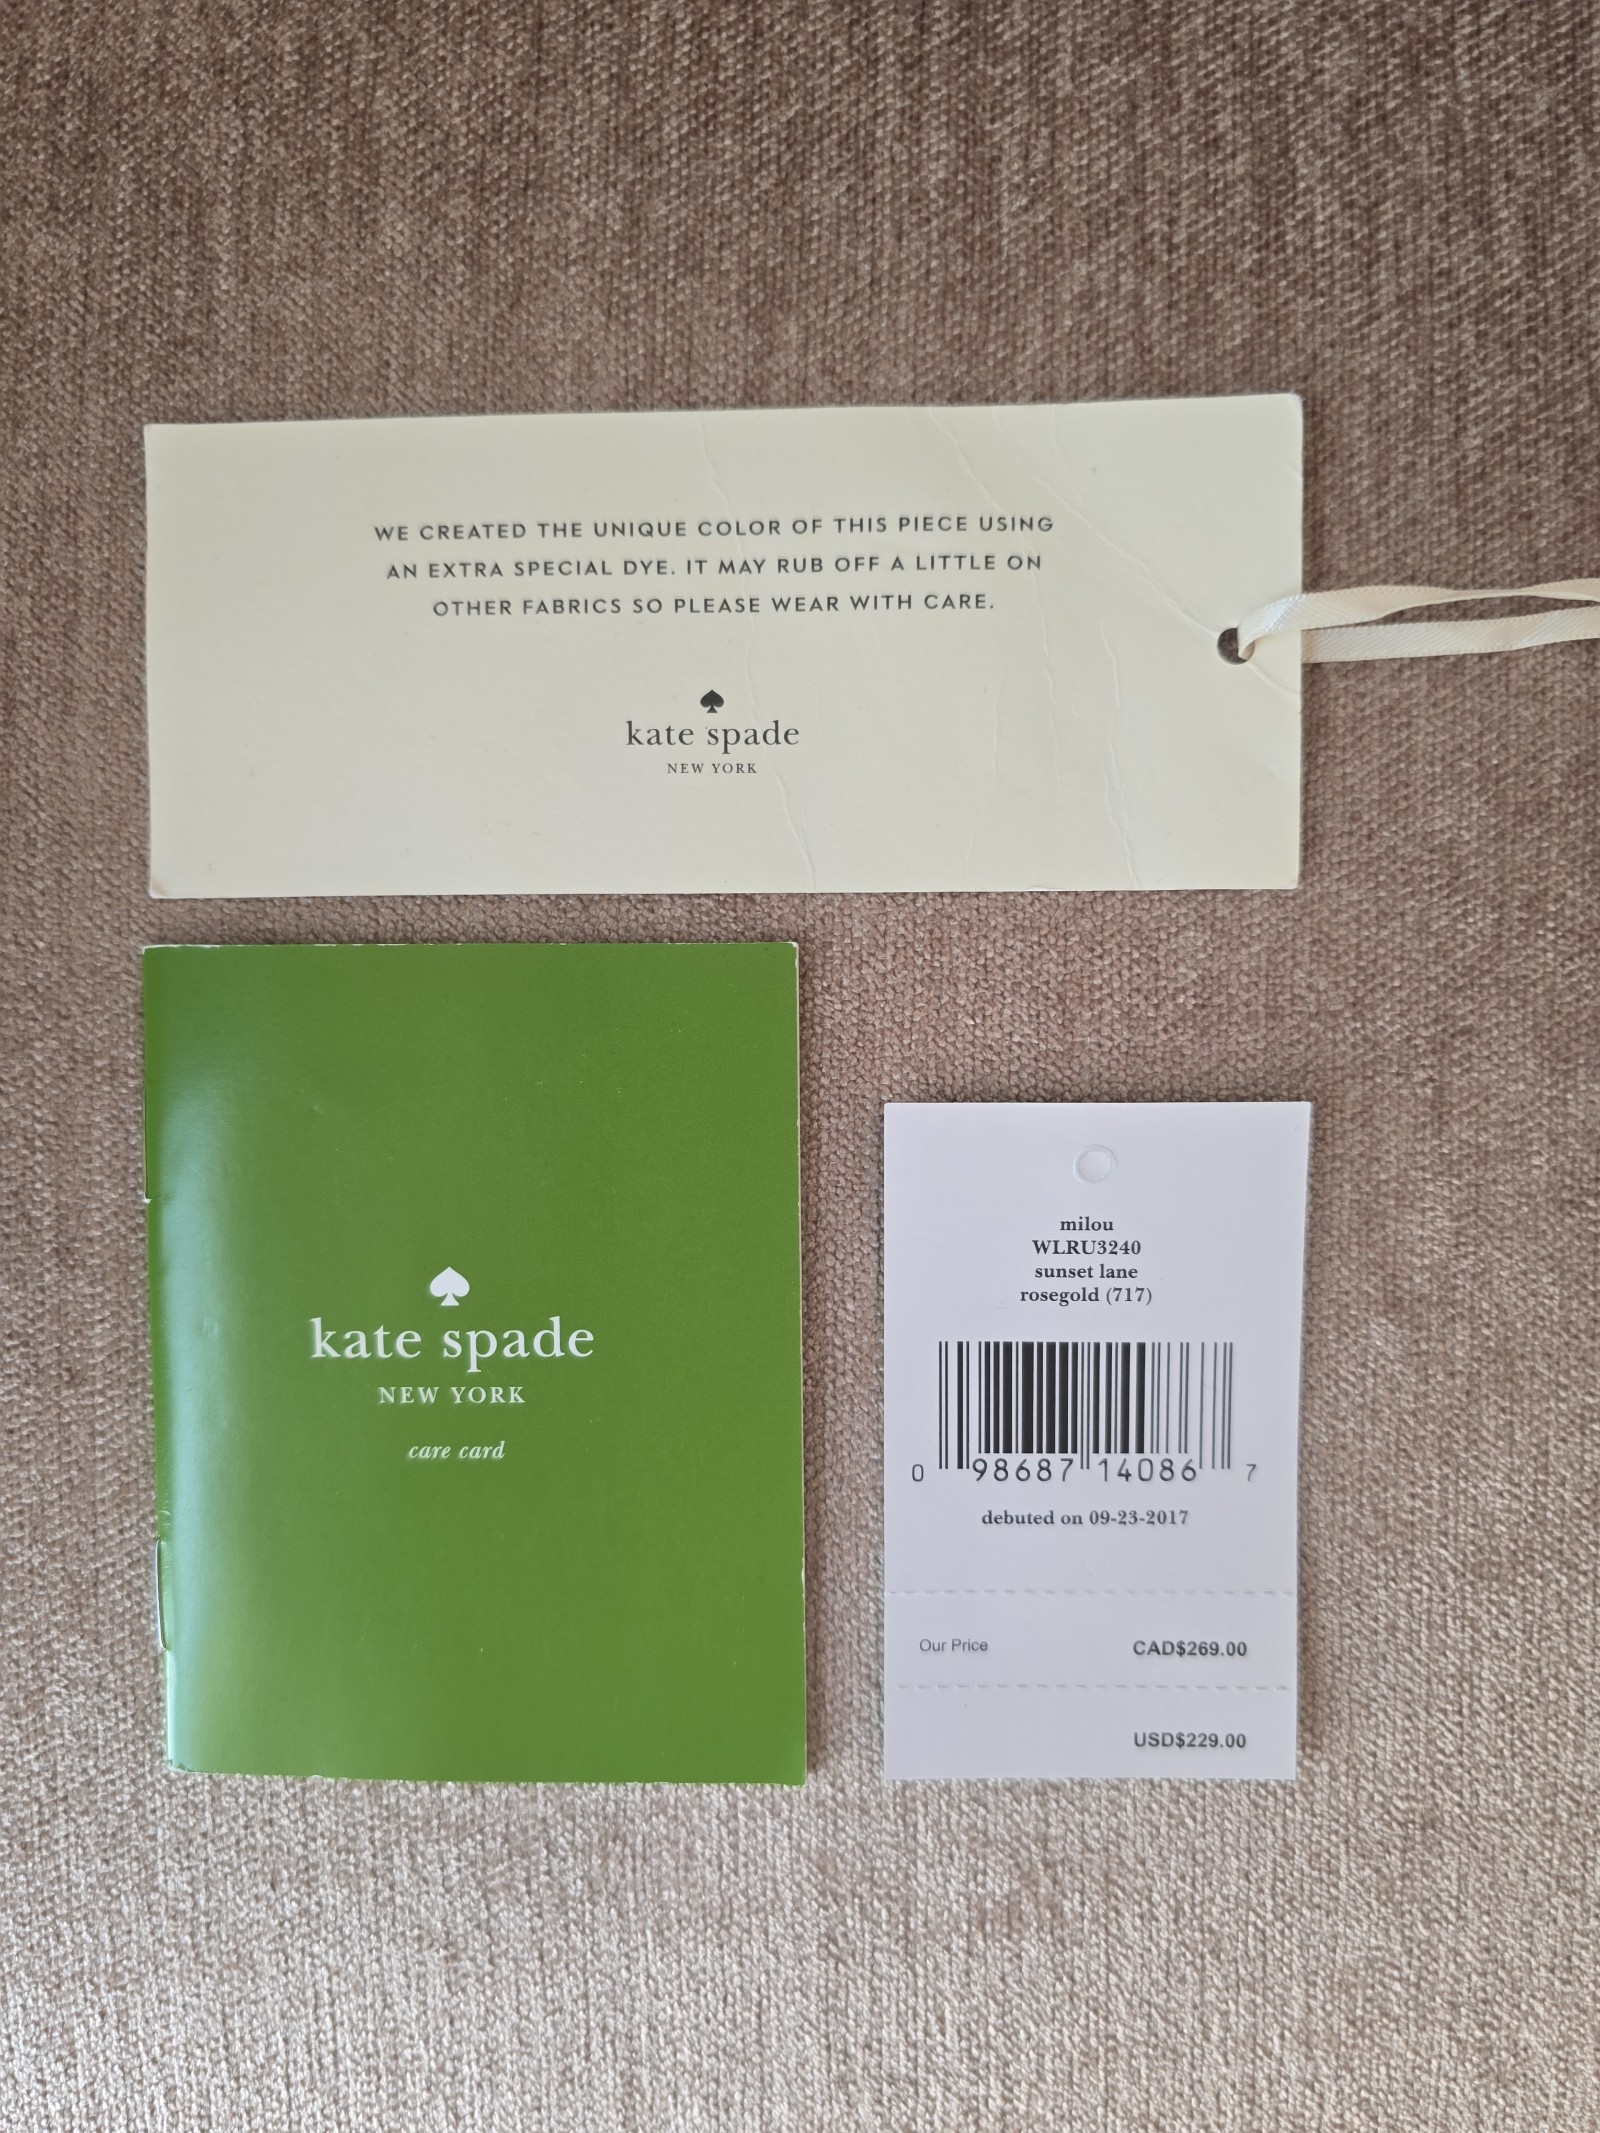 WE CREATED THE UNIQUE COLOR OF THIS PIECE USING
AN EXTRA SPECIAL DYE. IT MAY RUB OFF A LITTLE ON
OTHER FABRICS SO PLEASE WEAR WITH CARE.
kate spade
NEW YORK
kate spade
NEW YORK
care card
milou
WLRU3240
sunset lane
rosegold (717)
0 98687 14086 7
debuted on 09-23-2017
Our Price CAD$269.00
USD$229.00